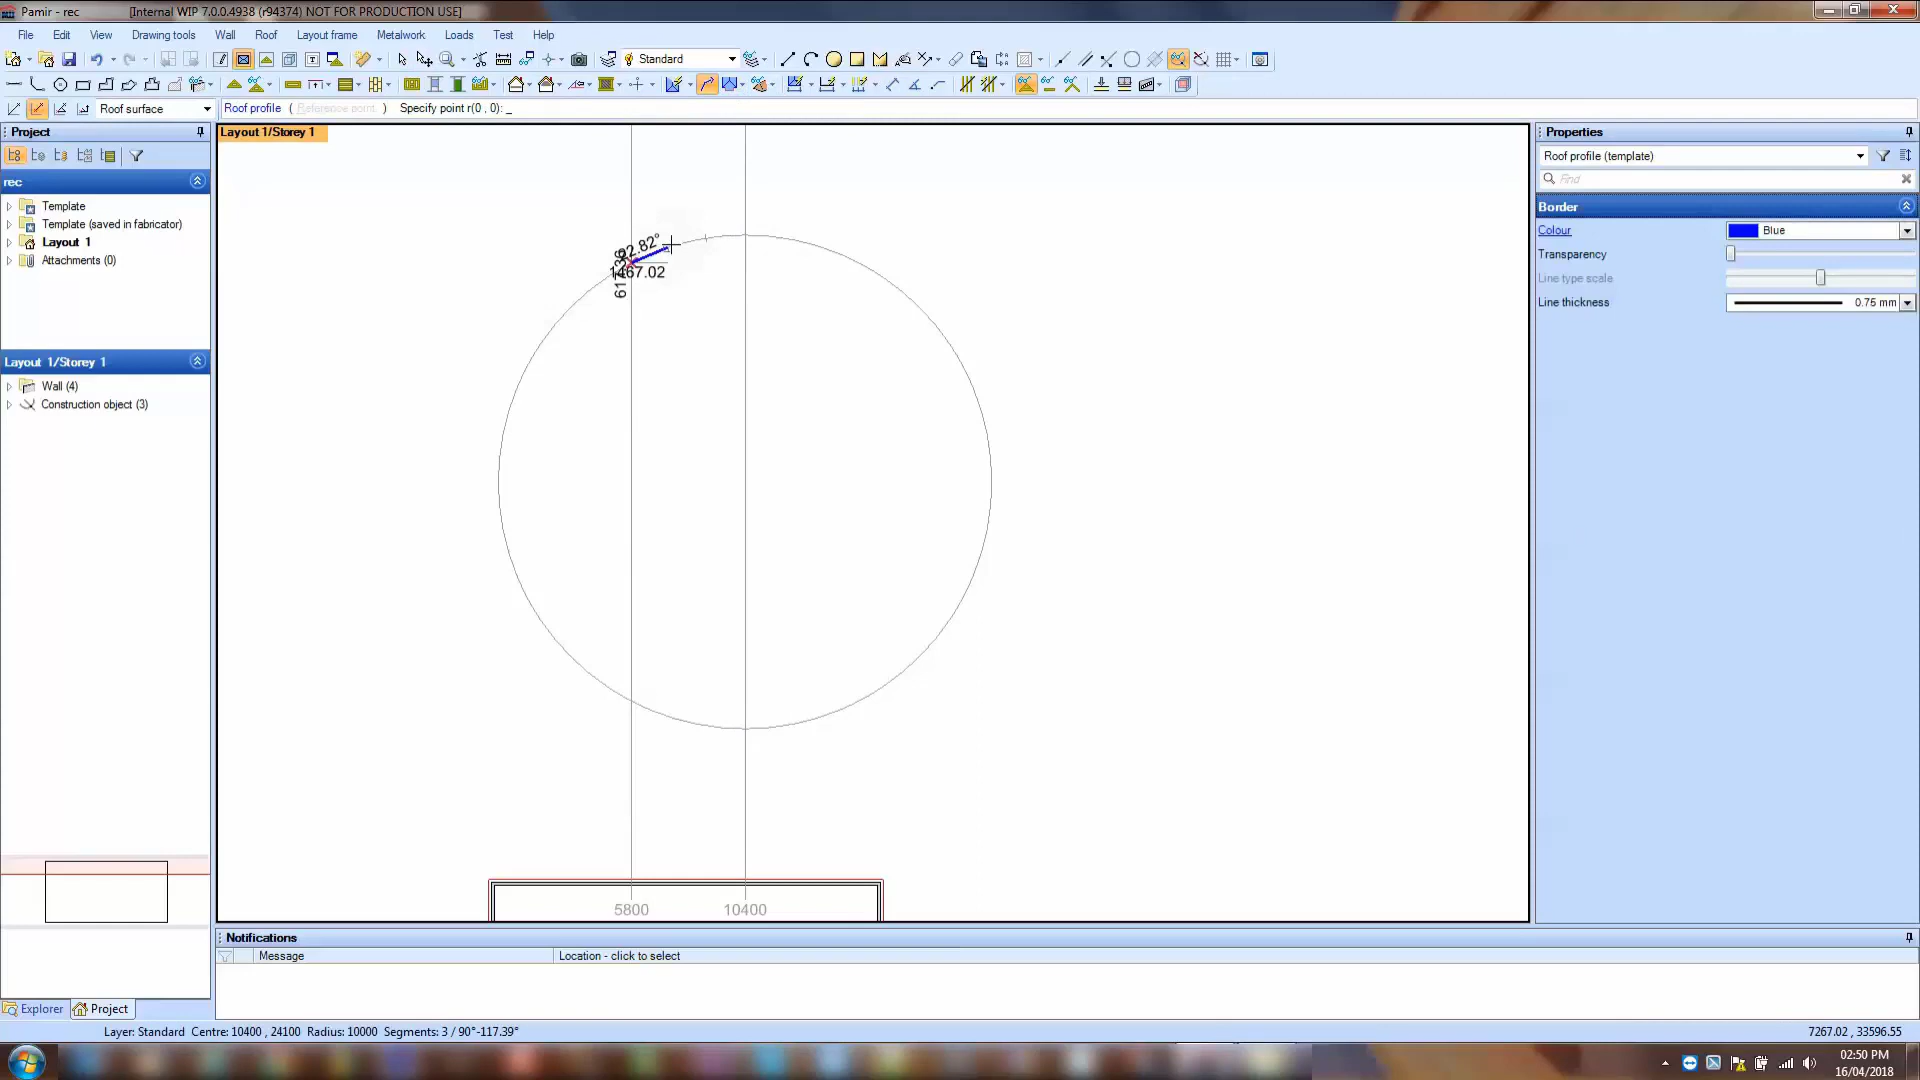 Pamir - rec [Internal WIP 7.0.0.4938 (r94374) NOT FOR PRODUCTION USE]
File Edit View Drawing tools Wall Roof Layout frame Metalwork Loads Test Help
Standard
Roof surface Roof profile ( Reference point ) Specify point r(0 , 0): _
Project
rec
Template
Template (saved in fabricator)
Layout 1
Attachments (0)
Layout 1/Storey 1
Wall (4)
Construction object (3)
Explorer Project
Layout 1/Storey 1
1467.02
5800 10400
Notifications
Message Location - click to select
Properties
Roof profile (template)
Find
Border
Colour Blue
Transparency
Line type scale
Line thickness 0.75 mm
Layer: Standard Centre: 10400 , 24100 Radius: 10000 Segments: 3 / 90°-117.39° 7267.02 , 33596.55
02:50 PM
16/04/2018